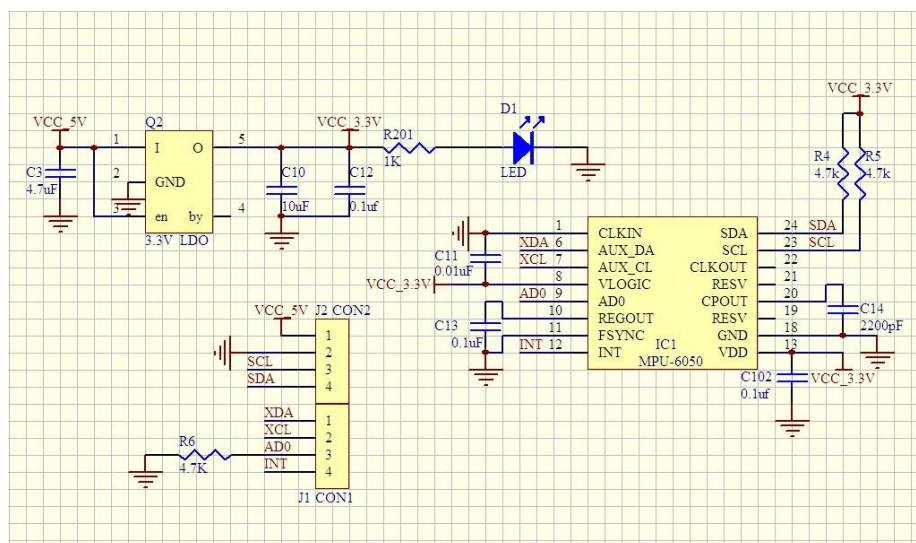 VCC_5V
Q2
VCC_3.3V
D1
VCC_3.3V
C3
4.7uF
1 I O 5
2 GND
3 en by 4
3.3V LDO
C10
10uF
C12
0.1uf
R201
1K
LED
R4
4.7k
R5
4.7k
1 CLKIN SDA 24 SDA
XDA 6 AUX_DA SCL 23 SCL
XCL 7 AUX_CL CLKOUT 22
8 VLOGIC RESV 21
AD0 9 AD0 CPOUT 20
10 REGOUT RESV 19
11 FSYNC GND 18
INT 12 INT VDD 13
IC1
MPU-6050
C11
0.01uF
VCC_3.3V
C13
0.1uF
C14
2200pF
C102
0.1uf
VCC_3.3V
J2 CON2
VCC_5V
1
2
SCL 3
SDA 4
XDA 1
XCL 2
AD0 3
INT 4
R6
4.7K
J1 CON1